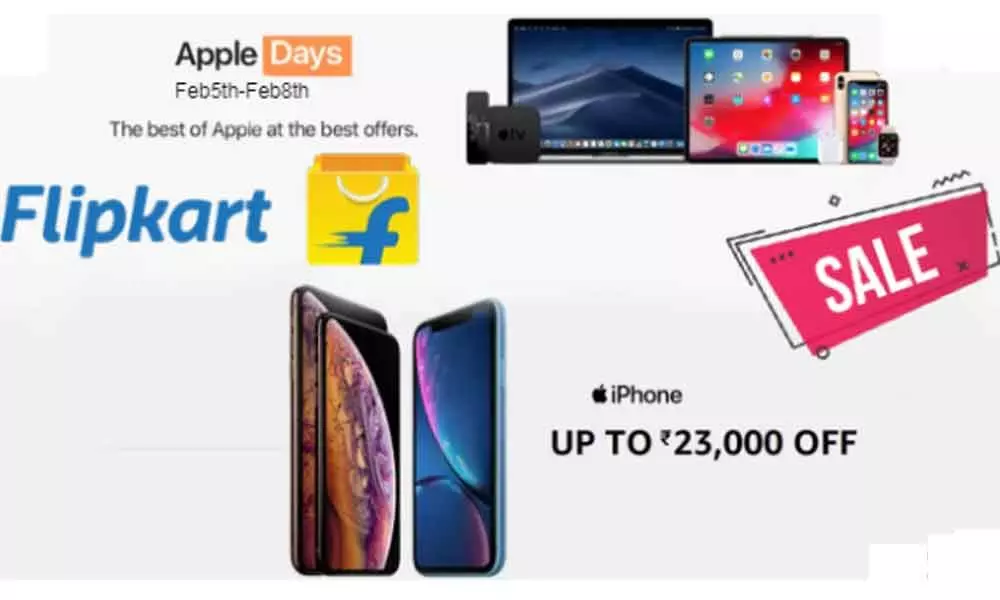 Apple Days
Feb5th-Feb8th
The best of Apple at the best offers.
tv
Flipkart
f
SALE
iPhone
UP TO ₹23,000 OFF